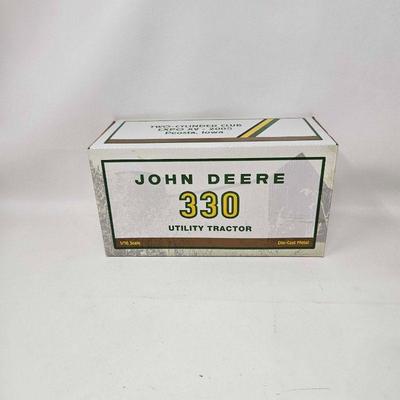 TWO-CYLINDER CLUB
EXPO XV - 2005
Peosta, Iowa
JOHN DEERE
330
UTILITY TRACTOR
1/16 Scale
Die-Cast Metal